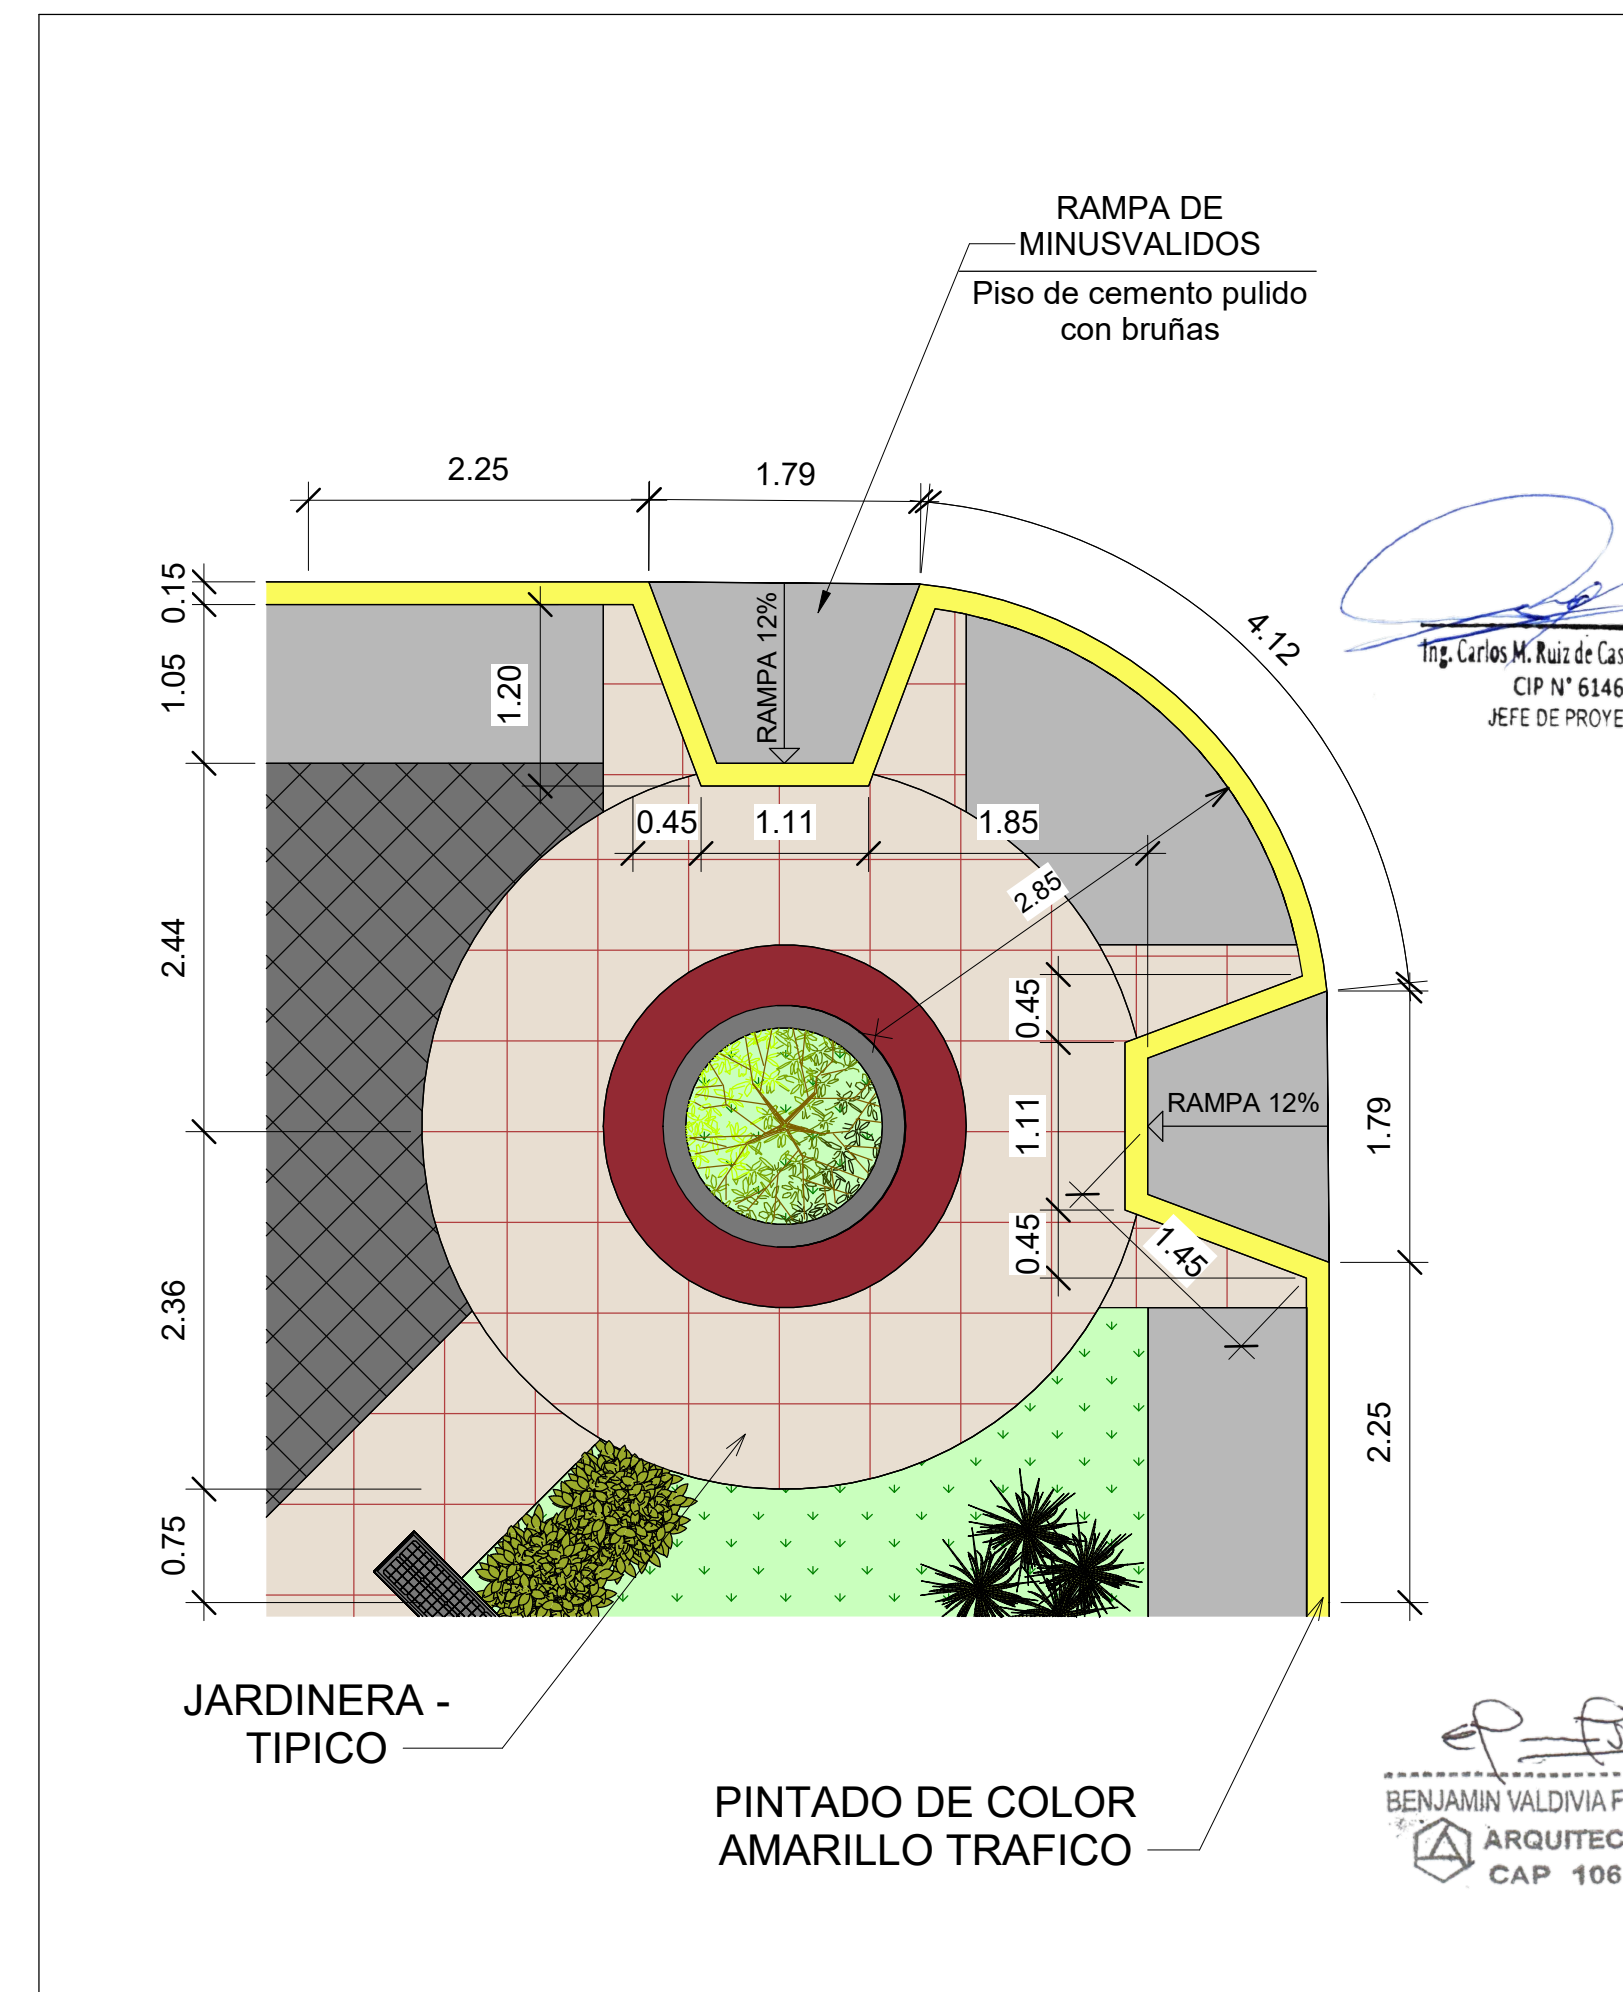 RAMPA DE
MINUSVALIDOS
Piso de cemento pulido
con bruñas
2.25
1.79
4.12
0.15
1.05
1.20
RAMPA 12%
Ing. Carlos M. Ruiz de Cas
CIP N° 6146
JEFE DE PROYE
0.45
1.11
1.85
2.85
2.44
0.45
1.11
RAMPA 12%
1.79
0.45
1.45
2.36
2.25
0.75
JARDINERA -
TIPICO
PINTADO DE COLOR
AMARILLO TRAFICO
BENJAMIN VALDIVIA F
ARQUITEC
CAP 106